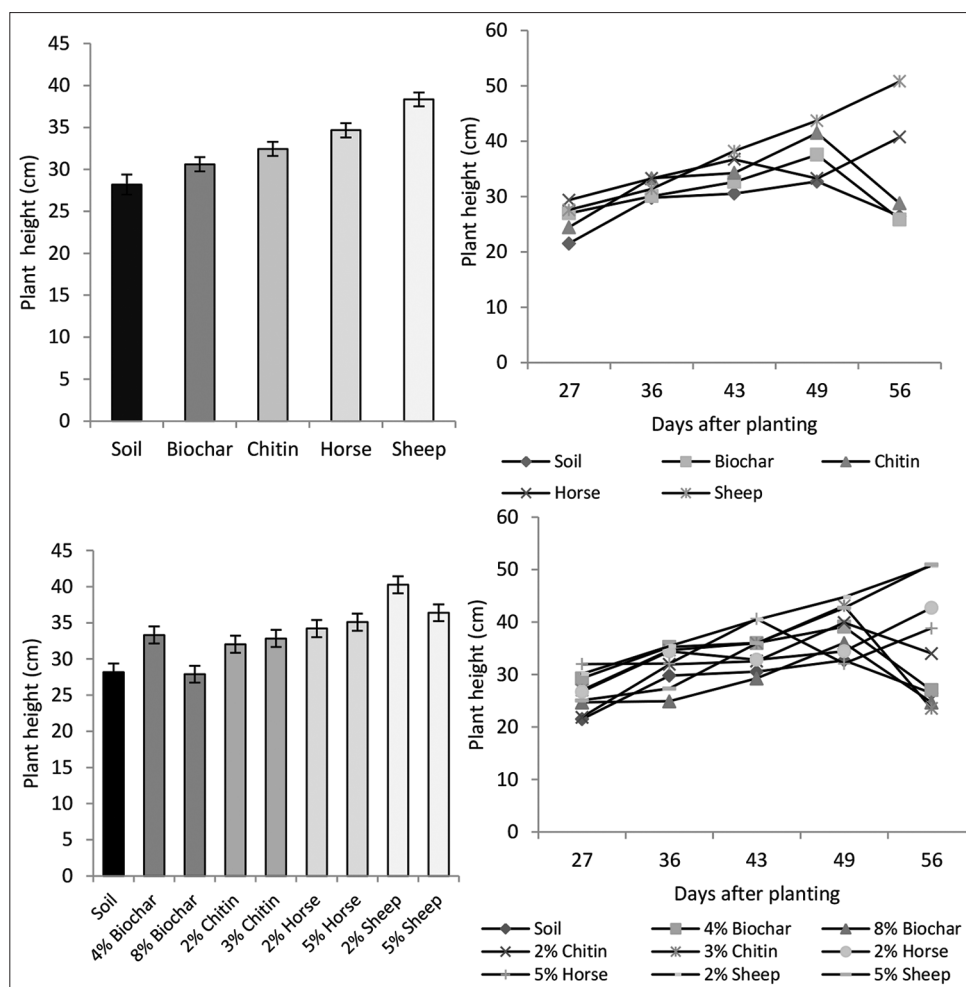 Plant height (cm)
45
40
35
30
25
20
15
10
5
0
Soil Biochar Chitin Horse Sheep
Plant height (cm)
60
50
40
30
20
10
0
27 36 43 49 56
Days after planting
Soil Biochar Chitin
Horse Sheep
Plant height (cm)
45
40
35
30
25
20
15
10
5
0
Soil 4% Biochar 8% Biochar 2% Chitin 3% Chitin 2% Horse 5% Horse 2% Sheep 5% Sheep
Plant height (cm)
60
50
40
30
20
10
0
27 36 43 49 56
Days after planting
Soil 4% Biochar 8% Biochar
2% Chitin 3% Chitin 2% Horse
5% Horse 2% Sheep 5% Sheep